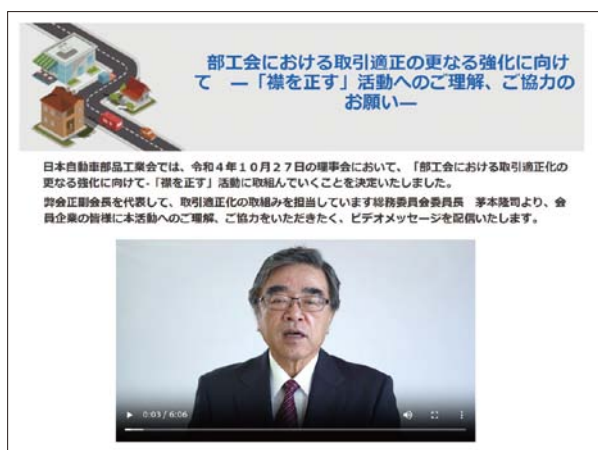 部工会における取引適正の更なる強化に向け
て ―「襟を正す」活動へのご理解、ご協力の
お願い―
日本自動車部品工業会では、令和4年10月27日の理事会において、「部工会における取引適正化の
更なる強化に向けて-「襟を正す」活動に取組んでいくことを決定いたしました。
弊会正副会長を代表して、取引適正化の取組みを担当しています総務委員会委員長 茅本隆司より、会
員企業の皆様に本活動へのご理解、ご協力をいただきたく、ビデオメッセージを配信いたします。
0:03 / 6:06